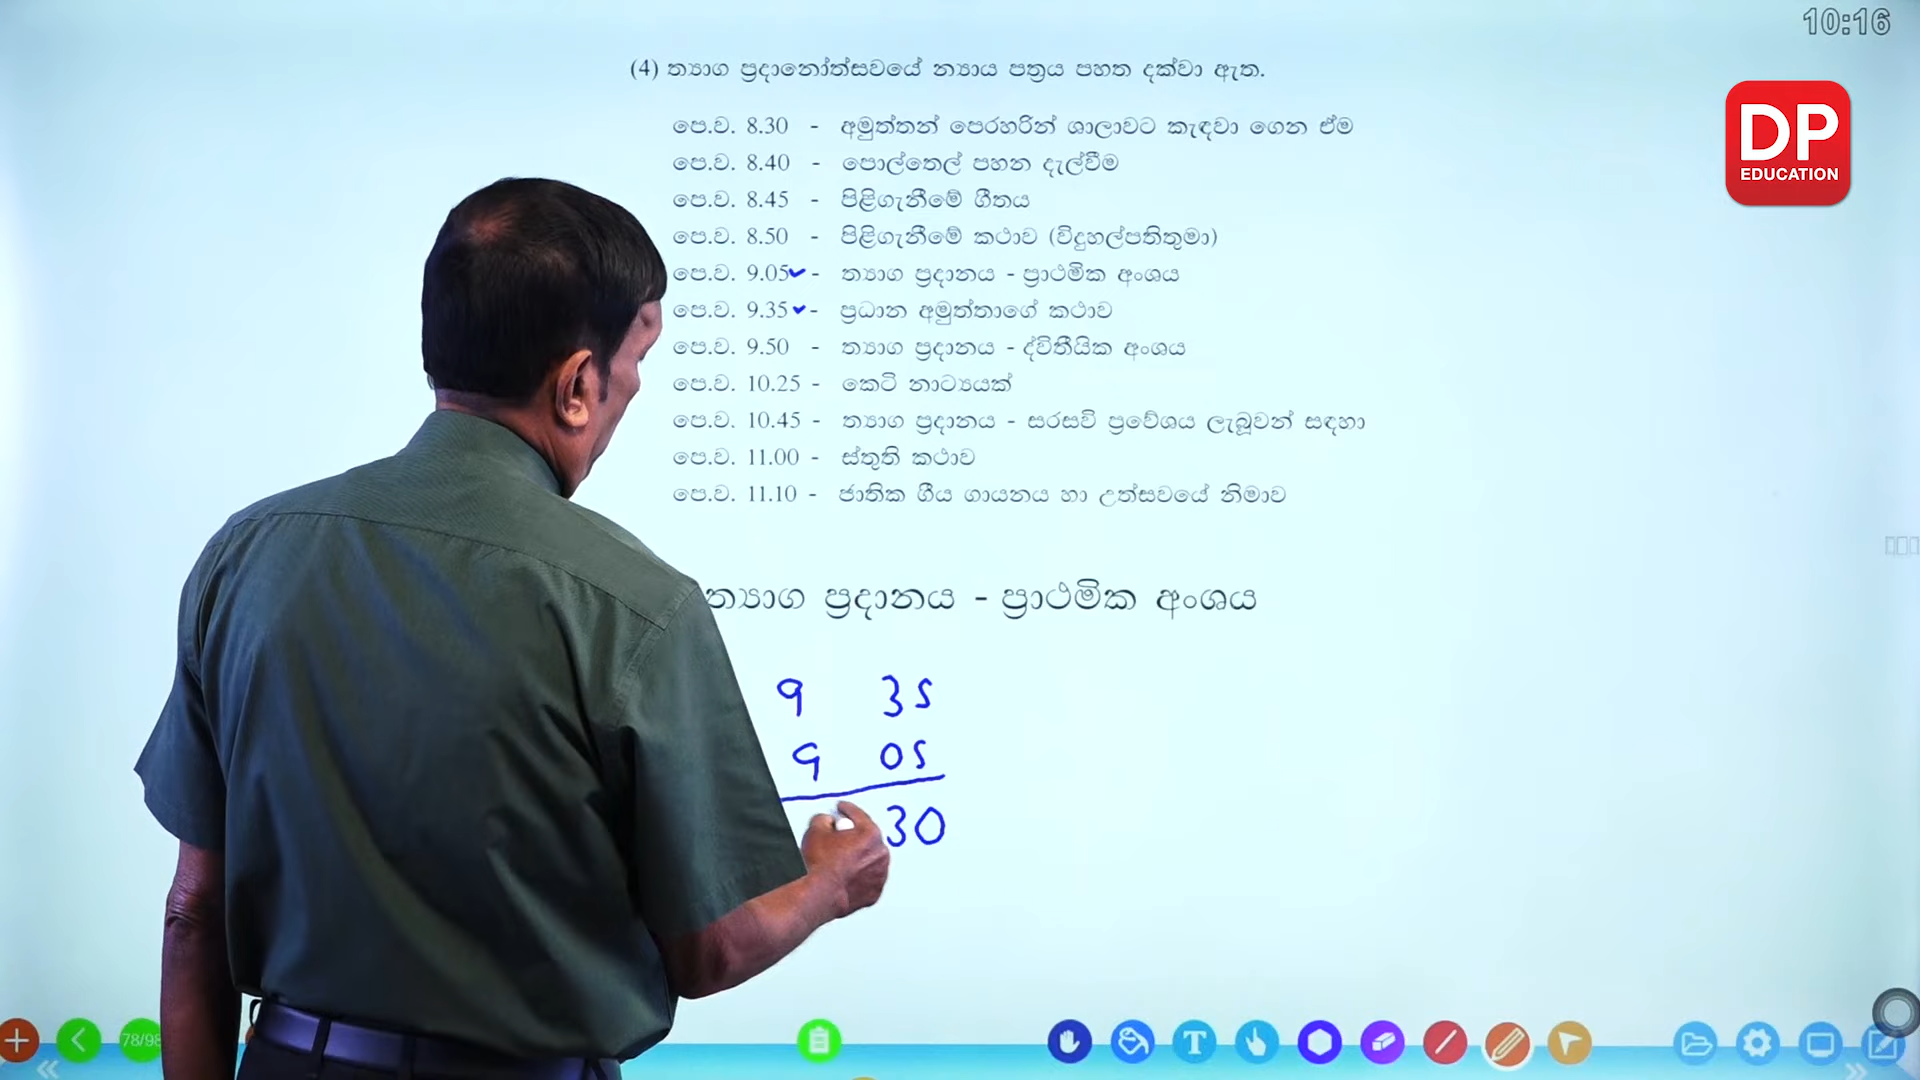 10:16
(4) ත්‍යාග ප්‍රදානෝත්සවයේ න්‍යාය පත්‍රය පහත දක්වා ඇත.
DP
EDUCATION
පෙ.ව. 8.30 - අමුත්තන් පෙරහරින් ශාලාවට කැඳවා ගෙන ඒම
පෙ.ව. 8.40 - පොල්තෙල් පහන දැල්වීම
පෙ.ව. 8.45 - පිළිගැනීමේ ගීතය
පෙ.ව. 8.50 - පිළිගැනීමේ කථාව (විදුහල්පතිතුමා)
පෙ.ව. 9.05 - ත්‍යාග ප්‍රදානය - ප්‍රාථමික අංශය
පෙ.ව. 9.35 - ප්‍රධාන අමුත්තාගේ කථාව
පෙ.ව. 9.50 - ත්‍යාග ප්‍රදානය - ද්විතීයික අංශය
පෙ.ව. 10.25 - කෙටි නාට්‍යයක්
පෙ.ව. 10.45 - ත්‍යාග ප්‍රදානය - සරසවි ප්‍රවේශය ලැබූවන් සඳහා
පෙ.ව. 11.00 - ස්තුති කථාව
පෙ.ව. 11.10 - ජාතික ගීය ගායනය හා උත්සවයේ නිමාව
ත්‍යාග ප්‍රදානය - ප්‍රාථමික අංශය
9 35
9 05
30
78/98
T